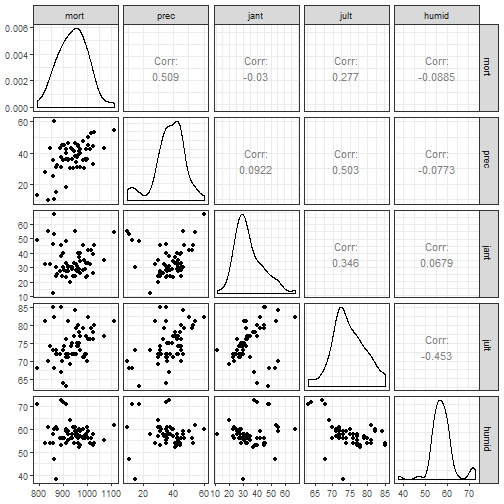 mort prec jant jult humid
0.006
0.004
0.002
0.000
Corr: Corr: Corr: Corr:
0.509 -0.03 0.277 -0.0885
mort
60
40
20
Corr: Corr: Corr:
0.0922 0.503 -0.0773
prec
60
50
40
30
20
10
Corr: Corr:
0.346 0.0679
jant
85
80
75
70
65
Corr:
-0.453
jult
70
60
50
40
humid
800 900 1000 1100 20 40 60 10 20 30 40 50 60 65 70 75 80 85 40 50 60 70